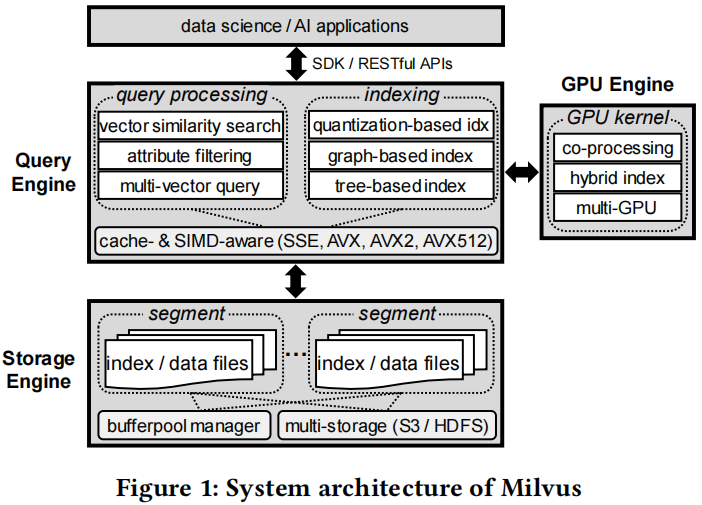 data science / AI applications
SDK / RESTful APIs
GPU Engine
Query
Engine
query processing
vector similarity search
attribute filtering
multi-vector query
indexing
quantization-based idx
graph-based index
tree-based index
cache- & SIMD-aware (SSE, AVX, AVX2, AVX512)
GPU kernel
co-processing
hybrid index
multi-GPU
Storage
Engine
segment
index / data files
...
segment
index / data files
bufferpool manager
multi-storage (S3 / HDFS)
Figure 1: System architecture of Milvus